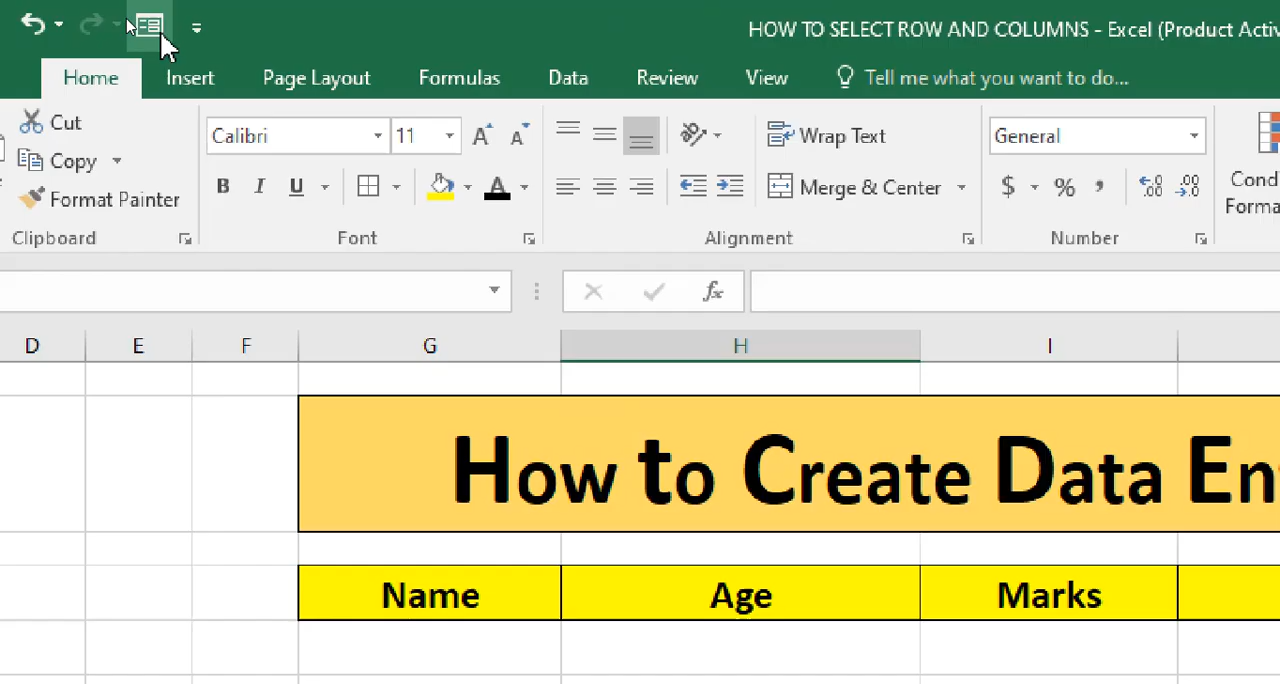 HOW TO SELECT ROW AND COLUMNS - Excel (Product Activ
Home Insert Page Layout Formulas Data Review View Tell me what you want to do...
Cut
Copy
Format Painter
Clipboard
Calibri 11
B I U A
Font
Wrap Text
Merge & Center
Alignment
General
$ % ,
Number
Cond
Forma
fx
D E F G H I
How to Create Data En
Name Age Marks